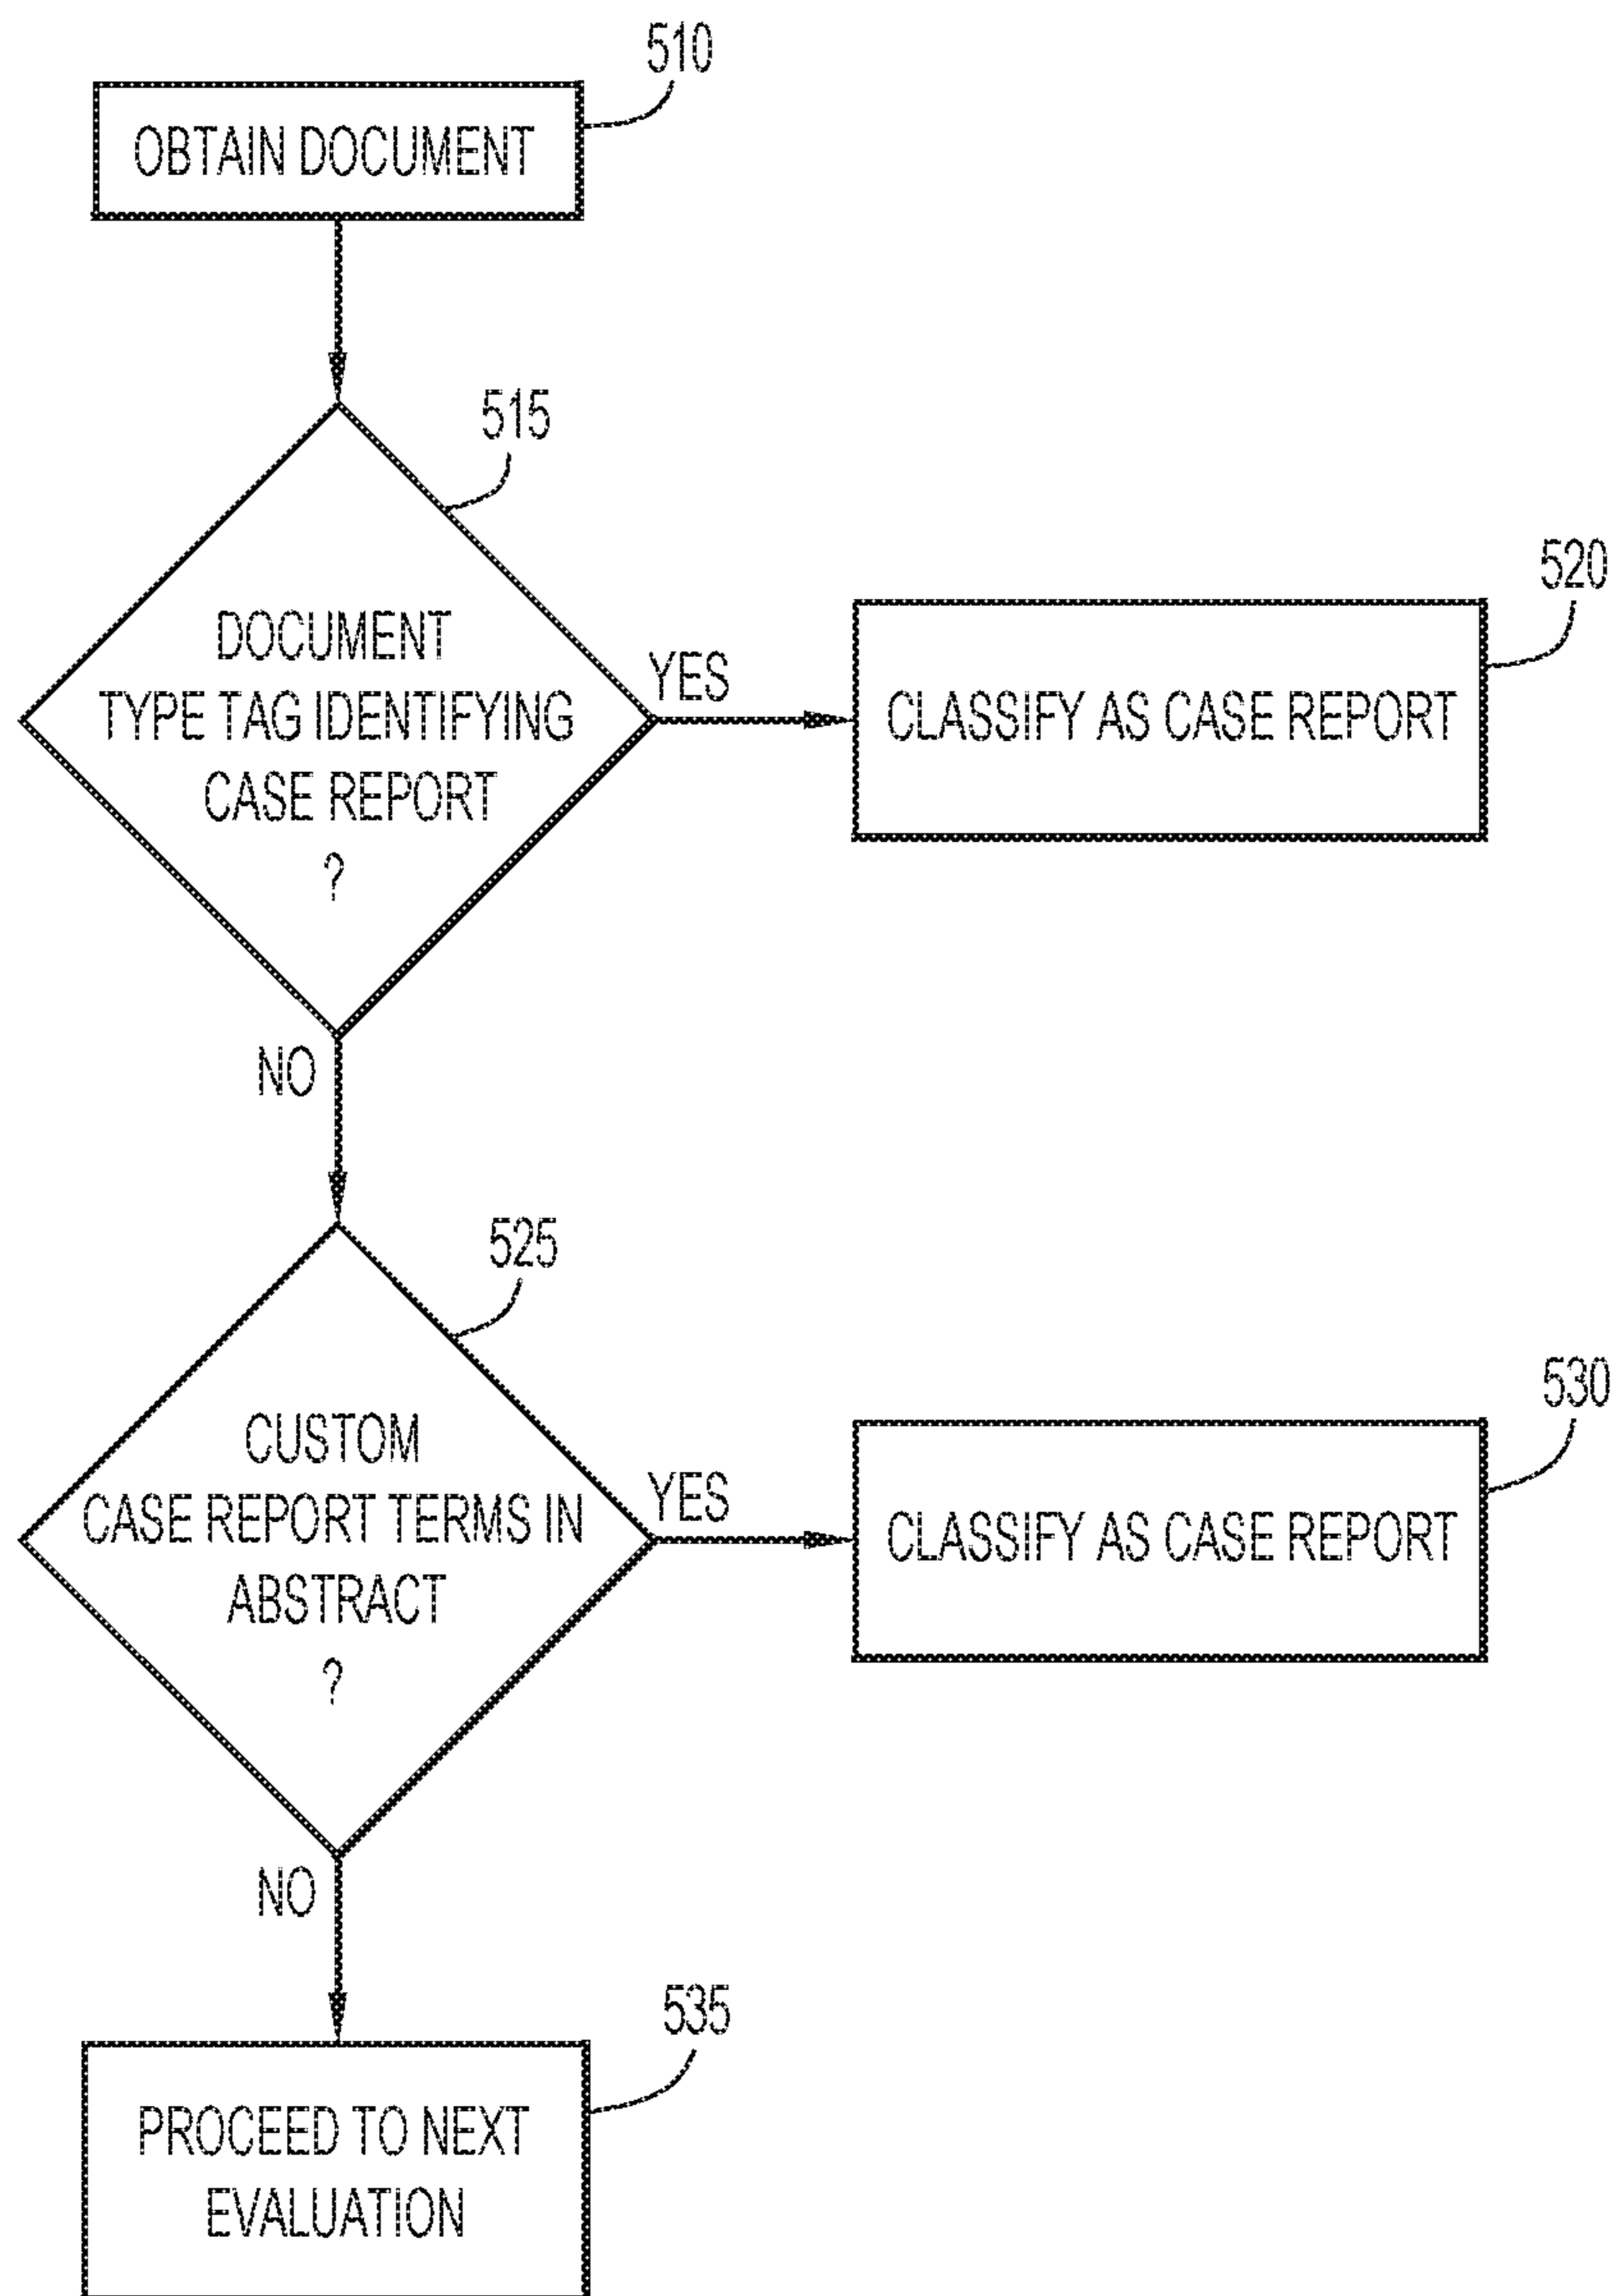 510
OBTAIN DOCUMENT
515
DOCUMENT
TYPE TAG IDENTIFYING
CASE REPORT
?
YES
520
CLASSIFY AS CASE REPORT
NO
525
CUSTOM
CASE REPORT TERMS IN
ABSTRACT
?
YES
530
CLASSIFY AS CASE REPORT
NO
535
PROCEED TO NEXT
EVALUATION